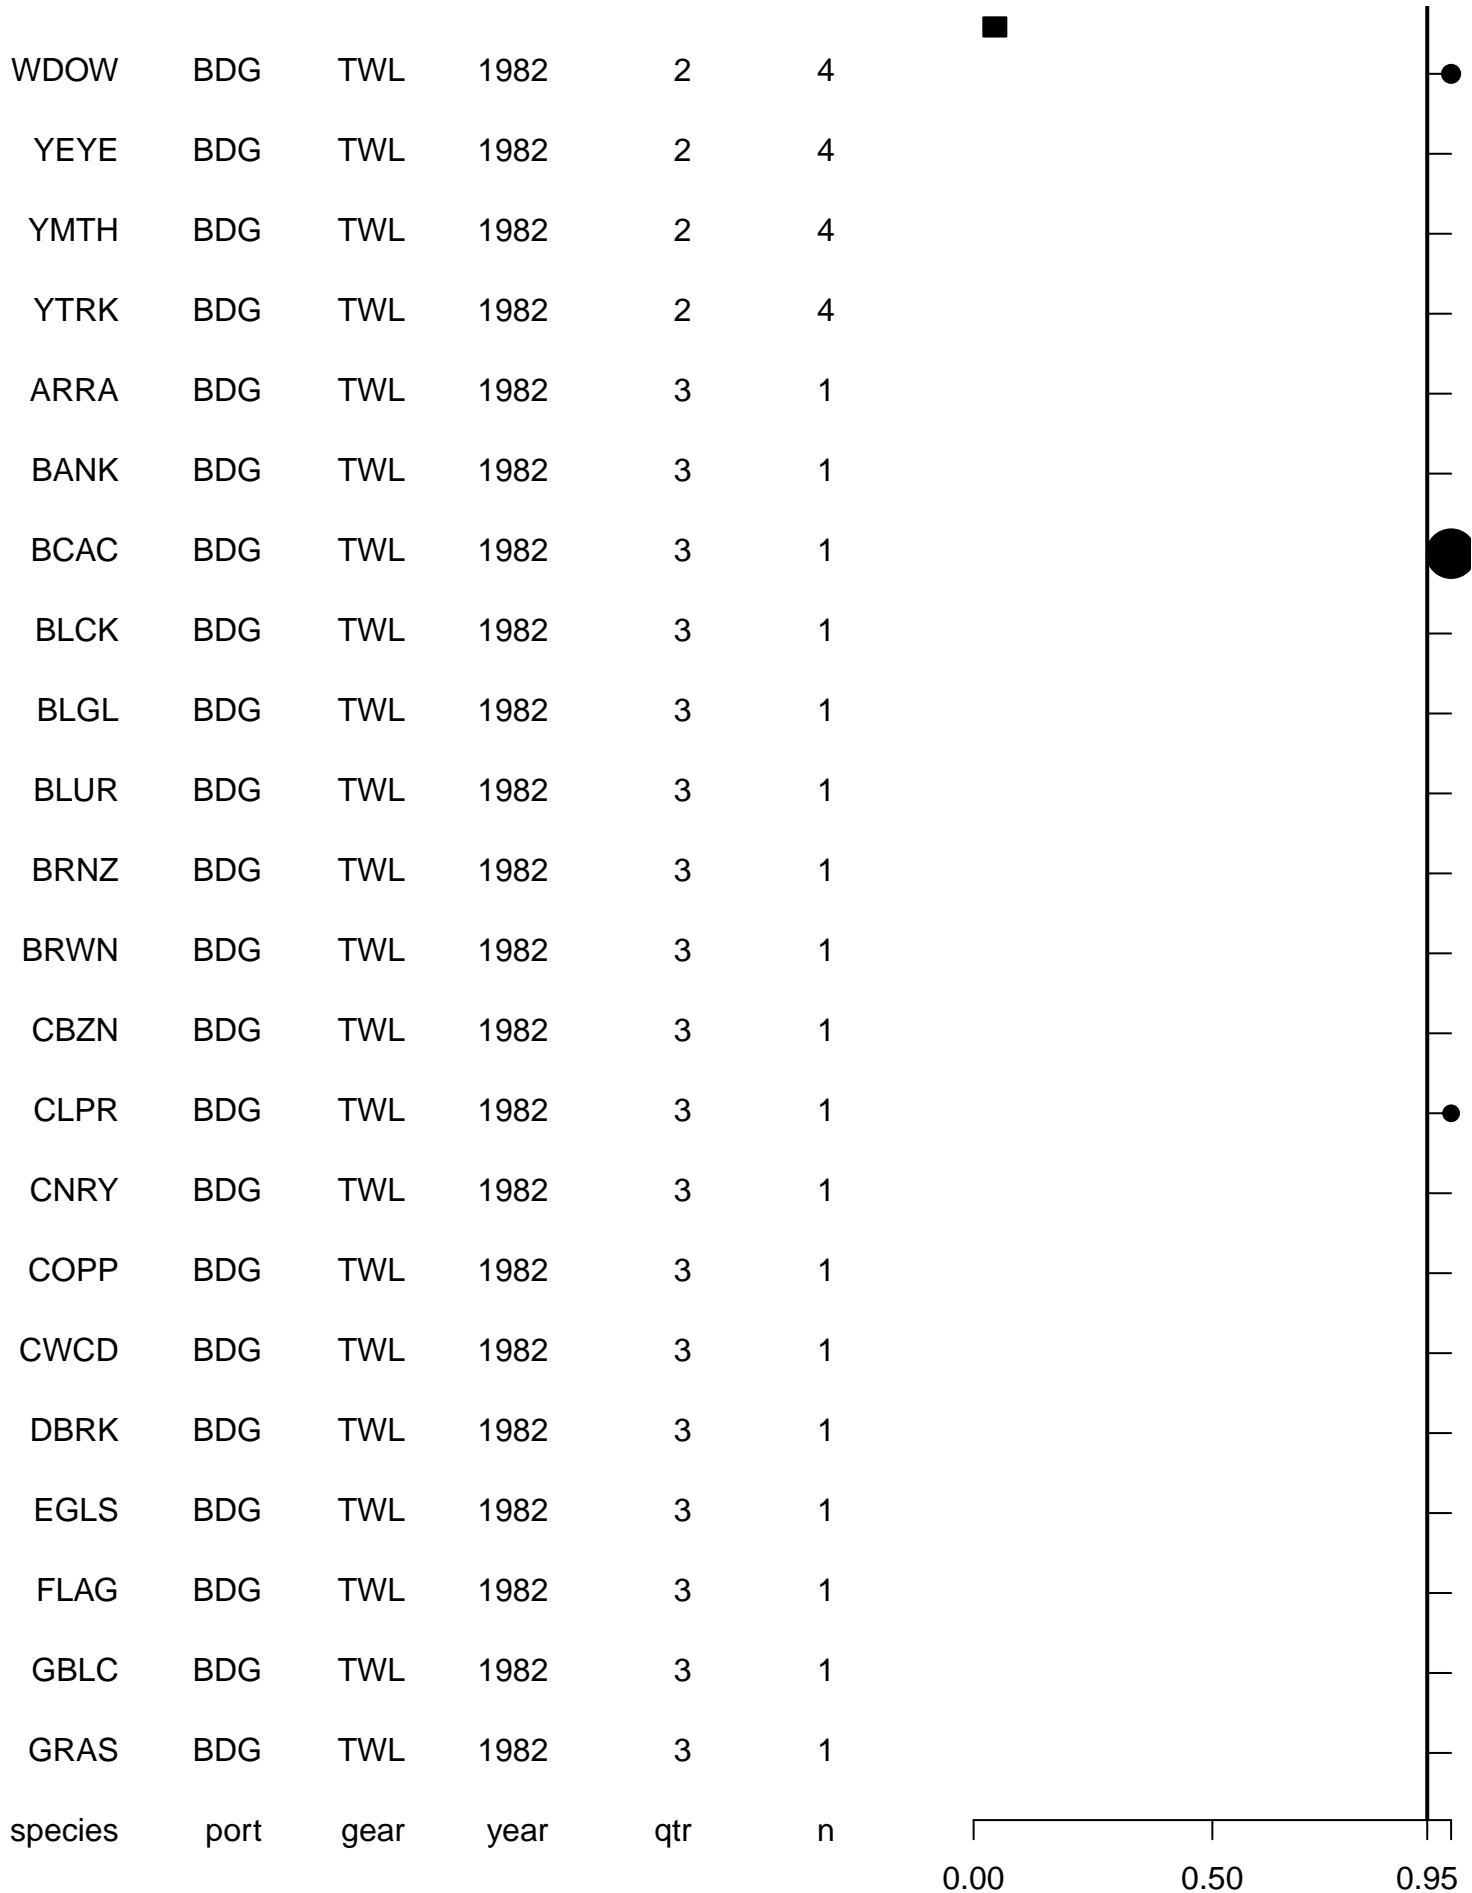 WDOW BDG TWL 1982 2 4
YEYE BDG TWL 1982 2 4
YMTH BDG TWL 1982 2 4
YTRK BDG TWL 1982 2 4
ARRA BDG TWL 1982 3 1
BANK BDG TWL 1982 3 1
BCAC BDG TWL 1982 3 1
BLCK BDG TWL 1982 3 1
BLGL BDG TWL 1982 3 1
BLUR BDG TWL 1982 3 1
BRNZ BDG TWL 1982 3 1
BRWN BDG TWL 1982 3 1
CBZN BDG TWL 1982 3 1
CLPR BDG TWL 1982 3 1
CNRY BDG TWL 1982 3 1
COPP BDG TWL 1982 3 1
CWCD BDG TWL 1982 3 1
DBRK BDG TWL 1982 3 1
EGLS BDG TWL 1982 3 1
FLAG BDG TWL 1982 3 1
GBLC BDG TWL 1982 3 1
GRAS BDG TWL 1982 3 1
species port gear year qtr n
0.00 0.50 0.95